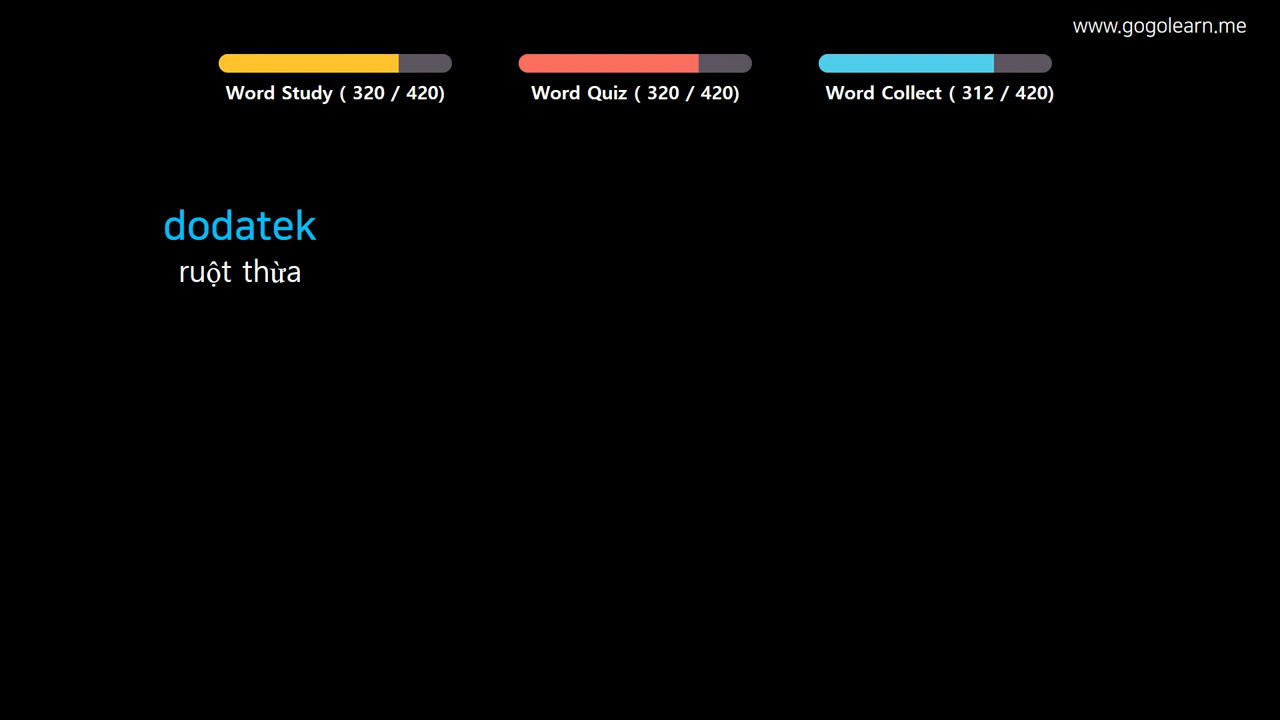 www.gogolearn.me
Word Study ( 320 / 420)
Word Quiz ( 320 / 420)
Word Collect ( 312 / 420)
dodatek
ruột thừa